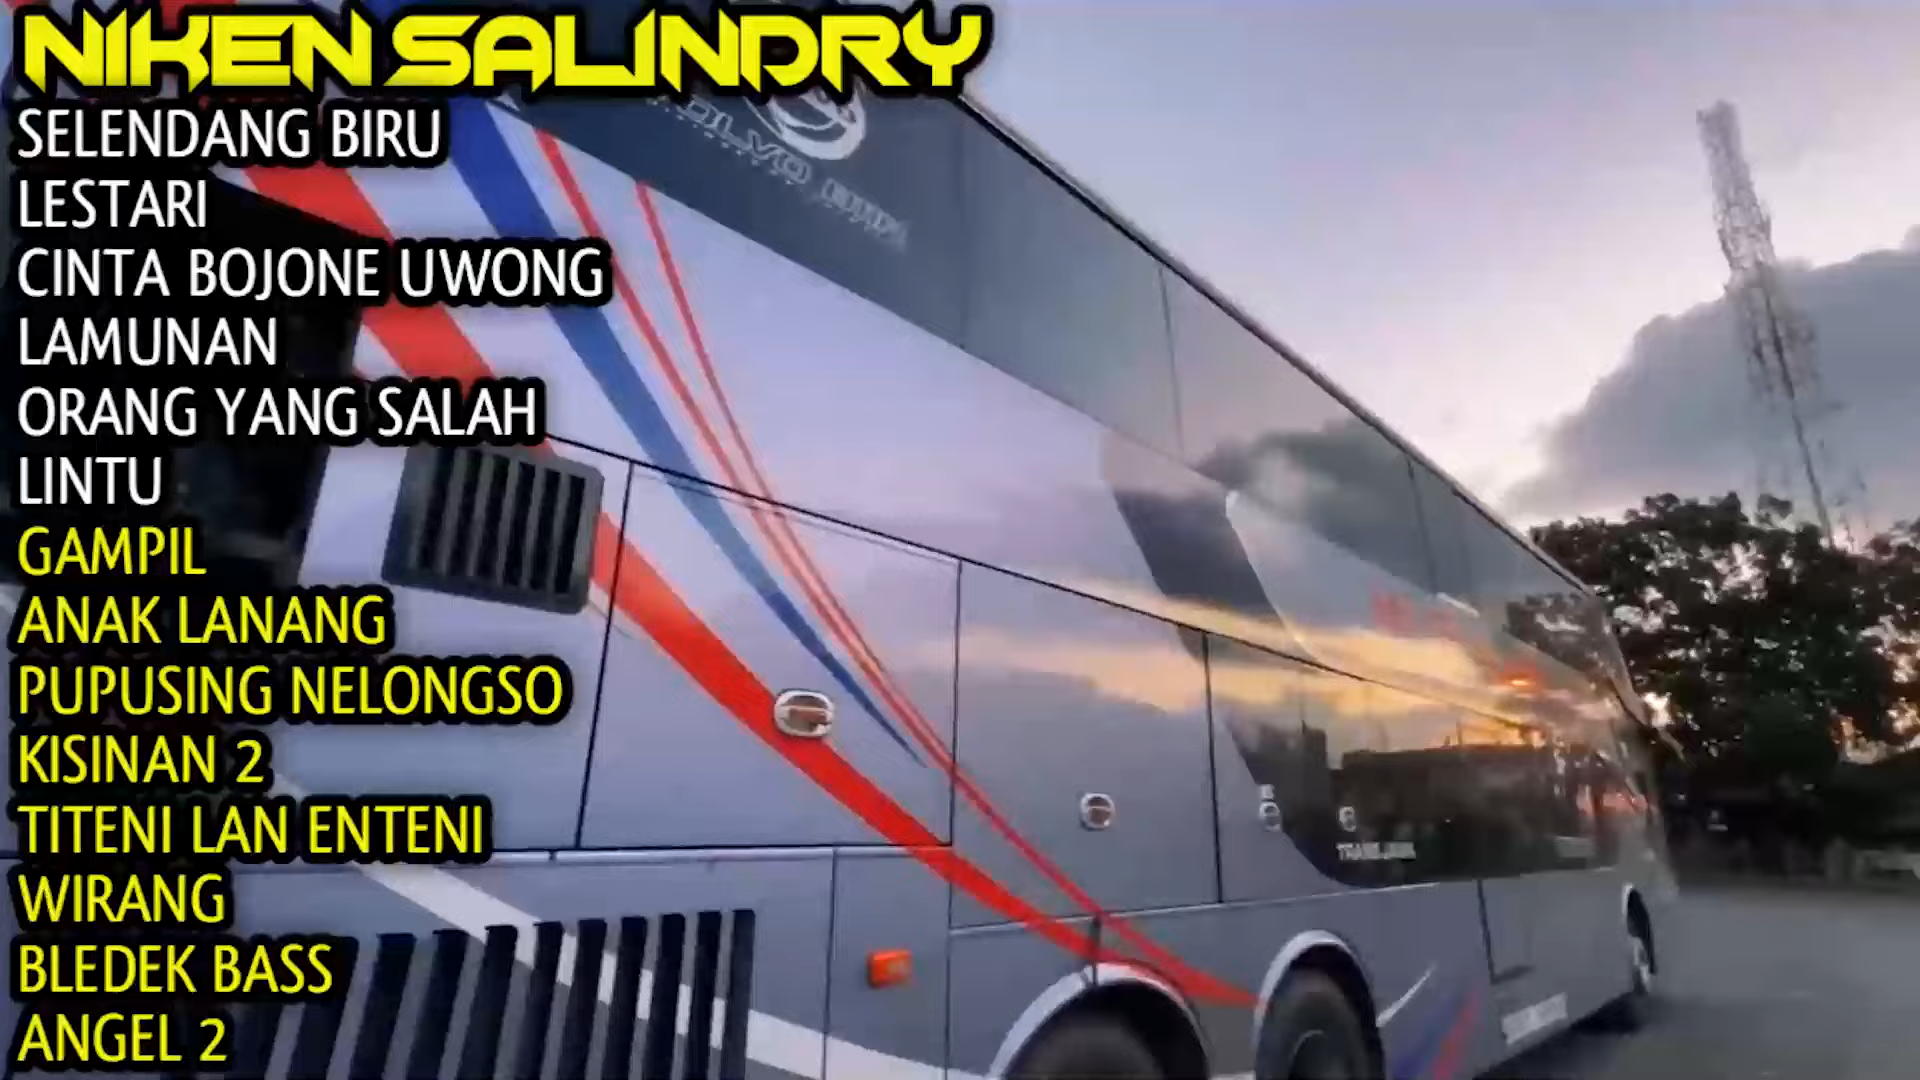 NIKEN SALINDRY
SELENDANG BIRU
LESTARI
CINTA BOJONE UWONG
LAMUNAN
ORANG YANG SALAH
LINTU
GAMPIL
ANAK LANANG
PUPUSING NELONGSO
KISINAN 2
TITENI LAN ENTENI
WIRANG
BLEDEK BASS
ANGEL 2